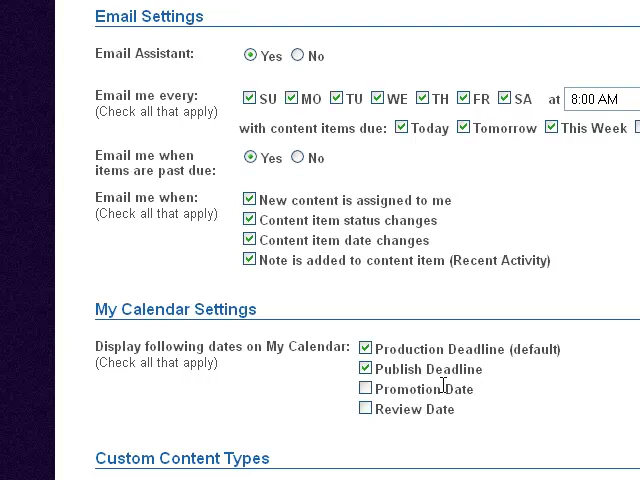 Email Settings
Email Assistant: Yes No
Email me every: SU MO TU WE TH FR SA at 8:00 AM
(Check all that apply)
with content items due: Today Tomorrow This Week
Email me when Yes No
items are past due:
Email me when: New content is assigned to me
(Check all that apply) Content item status changes
Content item date changes
Note is added to content item (Recent Activity)
My Calendar Settings
Display following dates on My Calendar: Production Deadline (default)
(Check all that apply) Publish Deadline
Promotion Date
Review Date
Custom Content Types